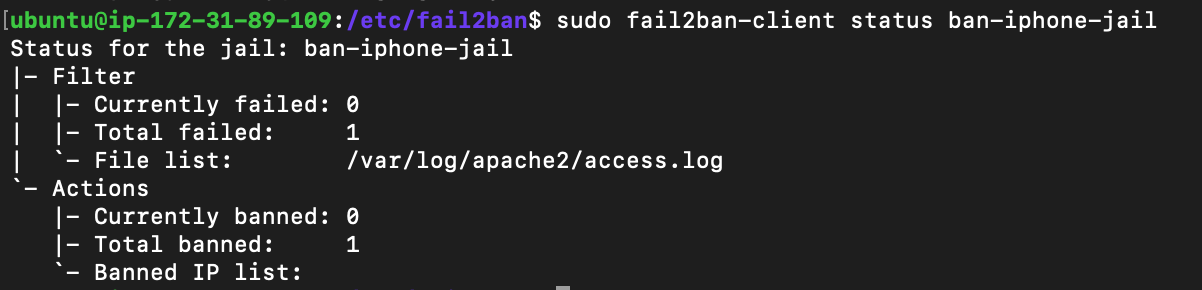 [ubuntu@ip-172-31-89-109:/etc/fail2ban$ sudo fail2ban-client status ban-iphone-jail
Status for the jail: ban-iphone-jail
|- Filter
|  |- Currently failed: 0
|  |- Total failed:     1
|  `- File list:        /var/log/apache2/access.log
`- Actions
   |- Currently banned: 0
   |- Total banned:     1
   `- Banned IP list: